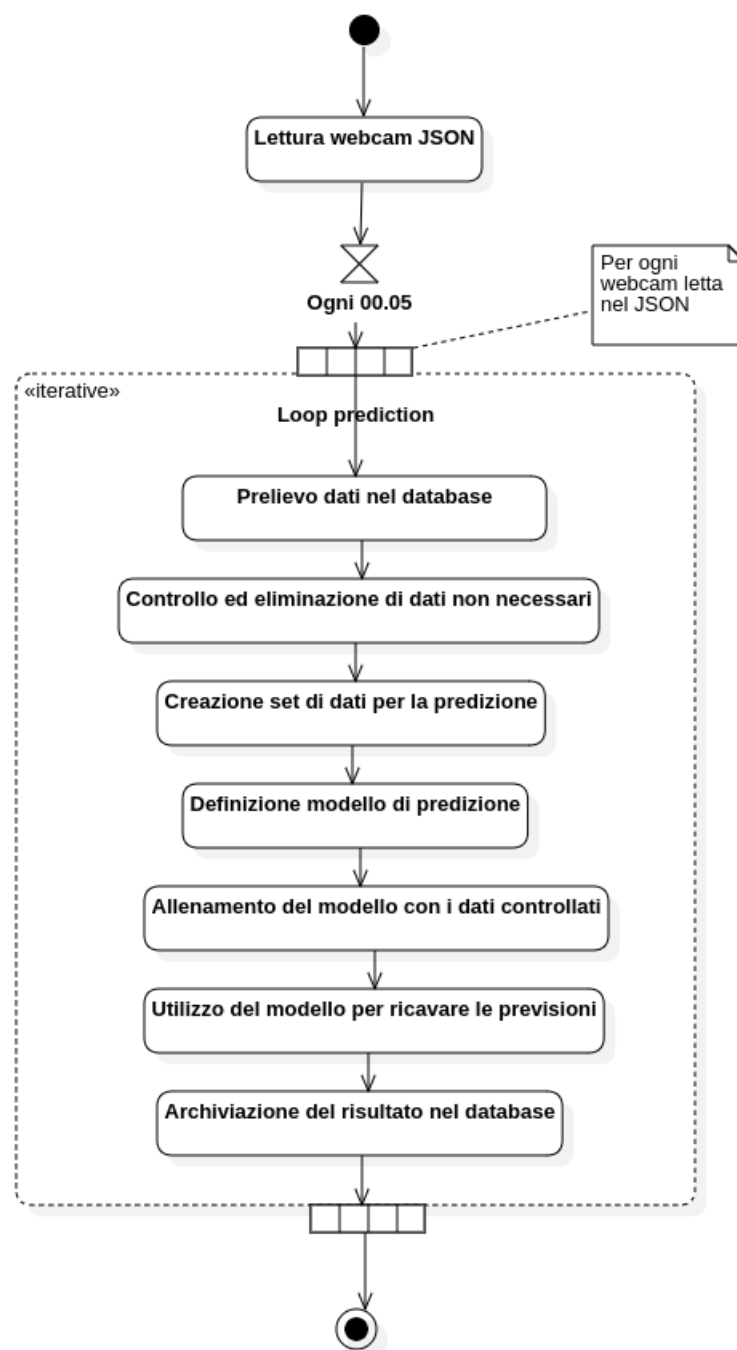 Lettura webcam JSON
Ogni 00.05
Per ogni
webcam letta
nel JSON
«iterative»
Loop prediction
Prelievo dati nel database
Controllo ed eliminazione di dati non necessari
Creazione set di dati per la predizione
Definizione modello di predizione
Allenamento del modello con i dati controllati
Utilizzo del modello per ricavare le previsioni
Archiviazione del risultato nel database